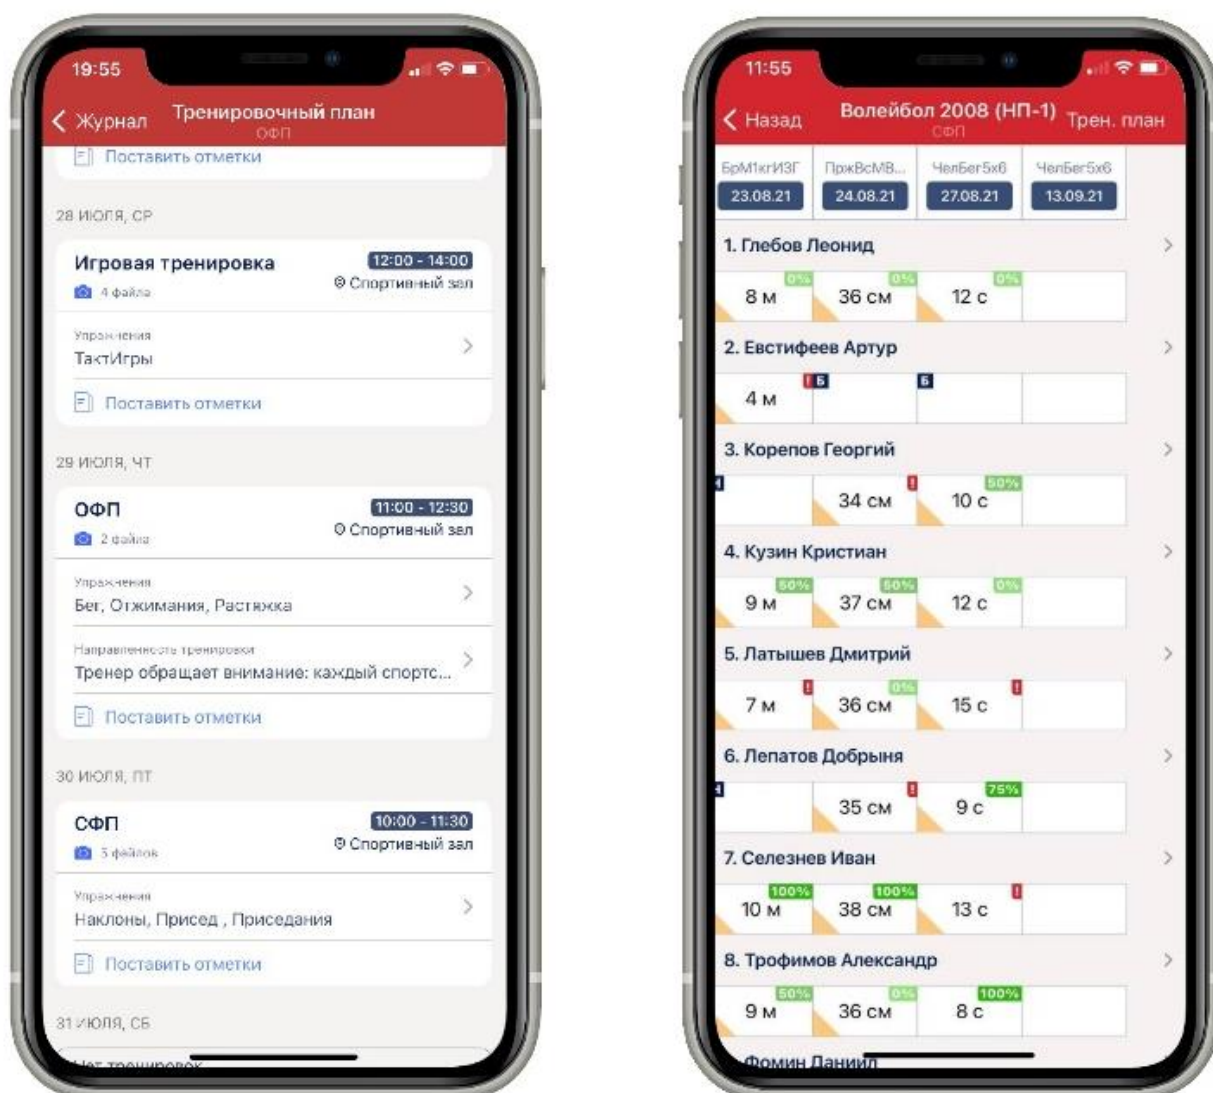 19:55
Журнал
Тренировочный план
ОФП
Поставить отметки
28 ИЮЛЯ, СР
Игровая тренировка
12:00 - 14:00
4 файла
Спортивный зал
Упражнения
ТактИгры
Поставить отметки
29 ИЮЛЯ, ЧТ
ОФП
11:00 - 12:30
2 файла
Спортивный зал
Упражнения
Бег, Отжимания, Растяжка
Направленность тренировки
Тренер обращает внимание: каждый спортс...
Поставить отметки
30 ИЮЛЯ, ПТ
СФП
10:00 - 11:30
3 файлов
Спортивный зал
Упражнения
Наклоны, Присед , Приседания
Поставить отметки
31 ИЮЛЯ, СБ
Нет тренировок
11:55
Назад
Волейбол 2008 (НП-1)
СФП
Трен. план
БрМ1кгИЗГ ПржВсМВ... ЧелБег5х6 ЧелБег5х6
23.08.21 24.08.21 27.08.21 13.09.21
1. Глебов Леонид
0% 0% 0%
8 м 36 см 12 с
2. Евстифеев Артур
! Б Б
4 м
3. Корепов Георгий
! 50%
34 см 10 с
4. Кузин Кристиан
50% 50% 0%
9 м 37 см 12 с
5. Латышев Дмитрий
! 0% !
7 м 36 см 15 с
6. Лепатов Добрыня
! 75%
35 см 9 с
7. Селезнев Иван
100% 100% !
10 м 38 см 13 с
8. Трофимов Александр
50% 0% 100%
9 м 36 см 8 с
Фомин Даниил